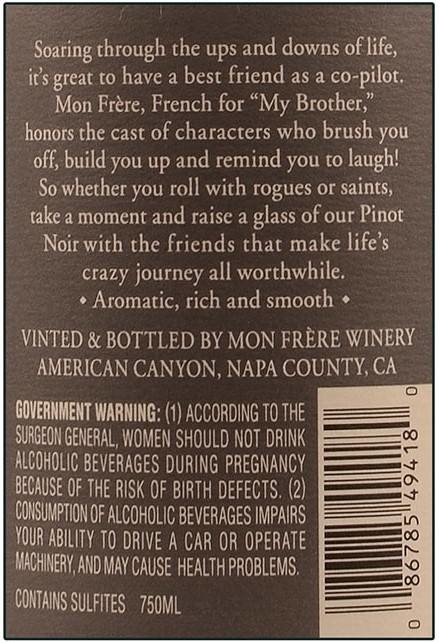 Soaring through the ups and downs of life,
it's great to have a best friend as a co-pilot.
Mon Frère, French for “My Brother,”
honors the cast of characters who brush you
off, build you up and remind you to laugh!
So whether you roll with rogues or saints,
take a moment and raise a glass of our Pinot
Noir with the friends that make life's
crazy journey all worthwhile.
• Aromatic, rich and smooth •
VINTED & BOTTLED BY MON FRÈRE WINERY
AMERICAN CANYON, NAPA COUNTY, CA
GOVERNMENT WARNING: (1) ACCORDING TO THE
SURGEON GENERAL, WOMEN SHOULD NOT DRINK
ALCOHOLIC BEVERAGES DURING PREGNANCY
BECAUSE OF THE RISK OF BIRTH DEFECTS. (2)
CONSUMPTION OF ALCOHOLIC BEVERAGES IMPAIRS
YOUR ABILITY TO DRIVE A CAR OR OPERATE
MACHINERY, AND MAY CAUSE HEALTH PROBLEMS.
CONTAINS SULFITES 750ML
0 86785 49418 0